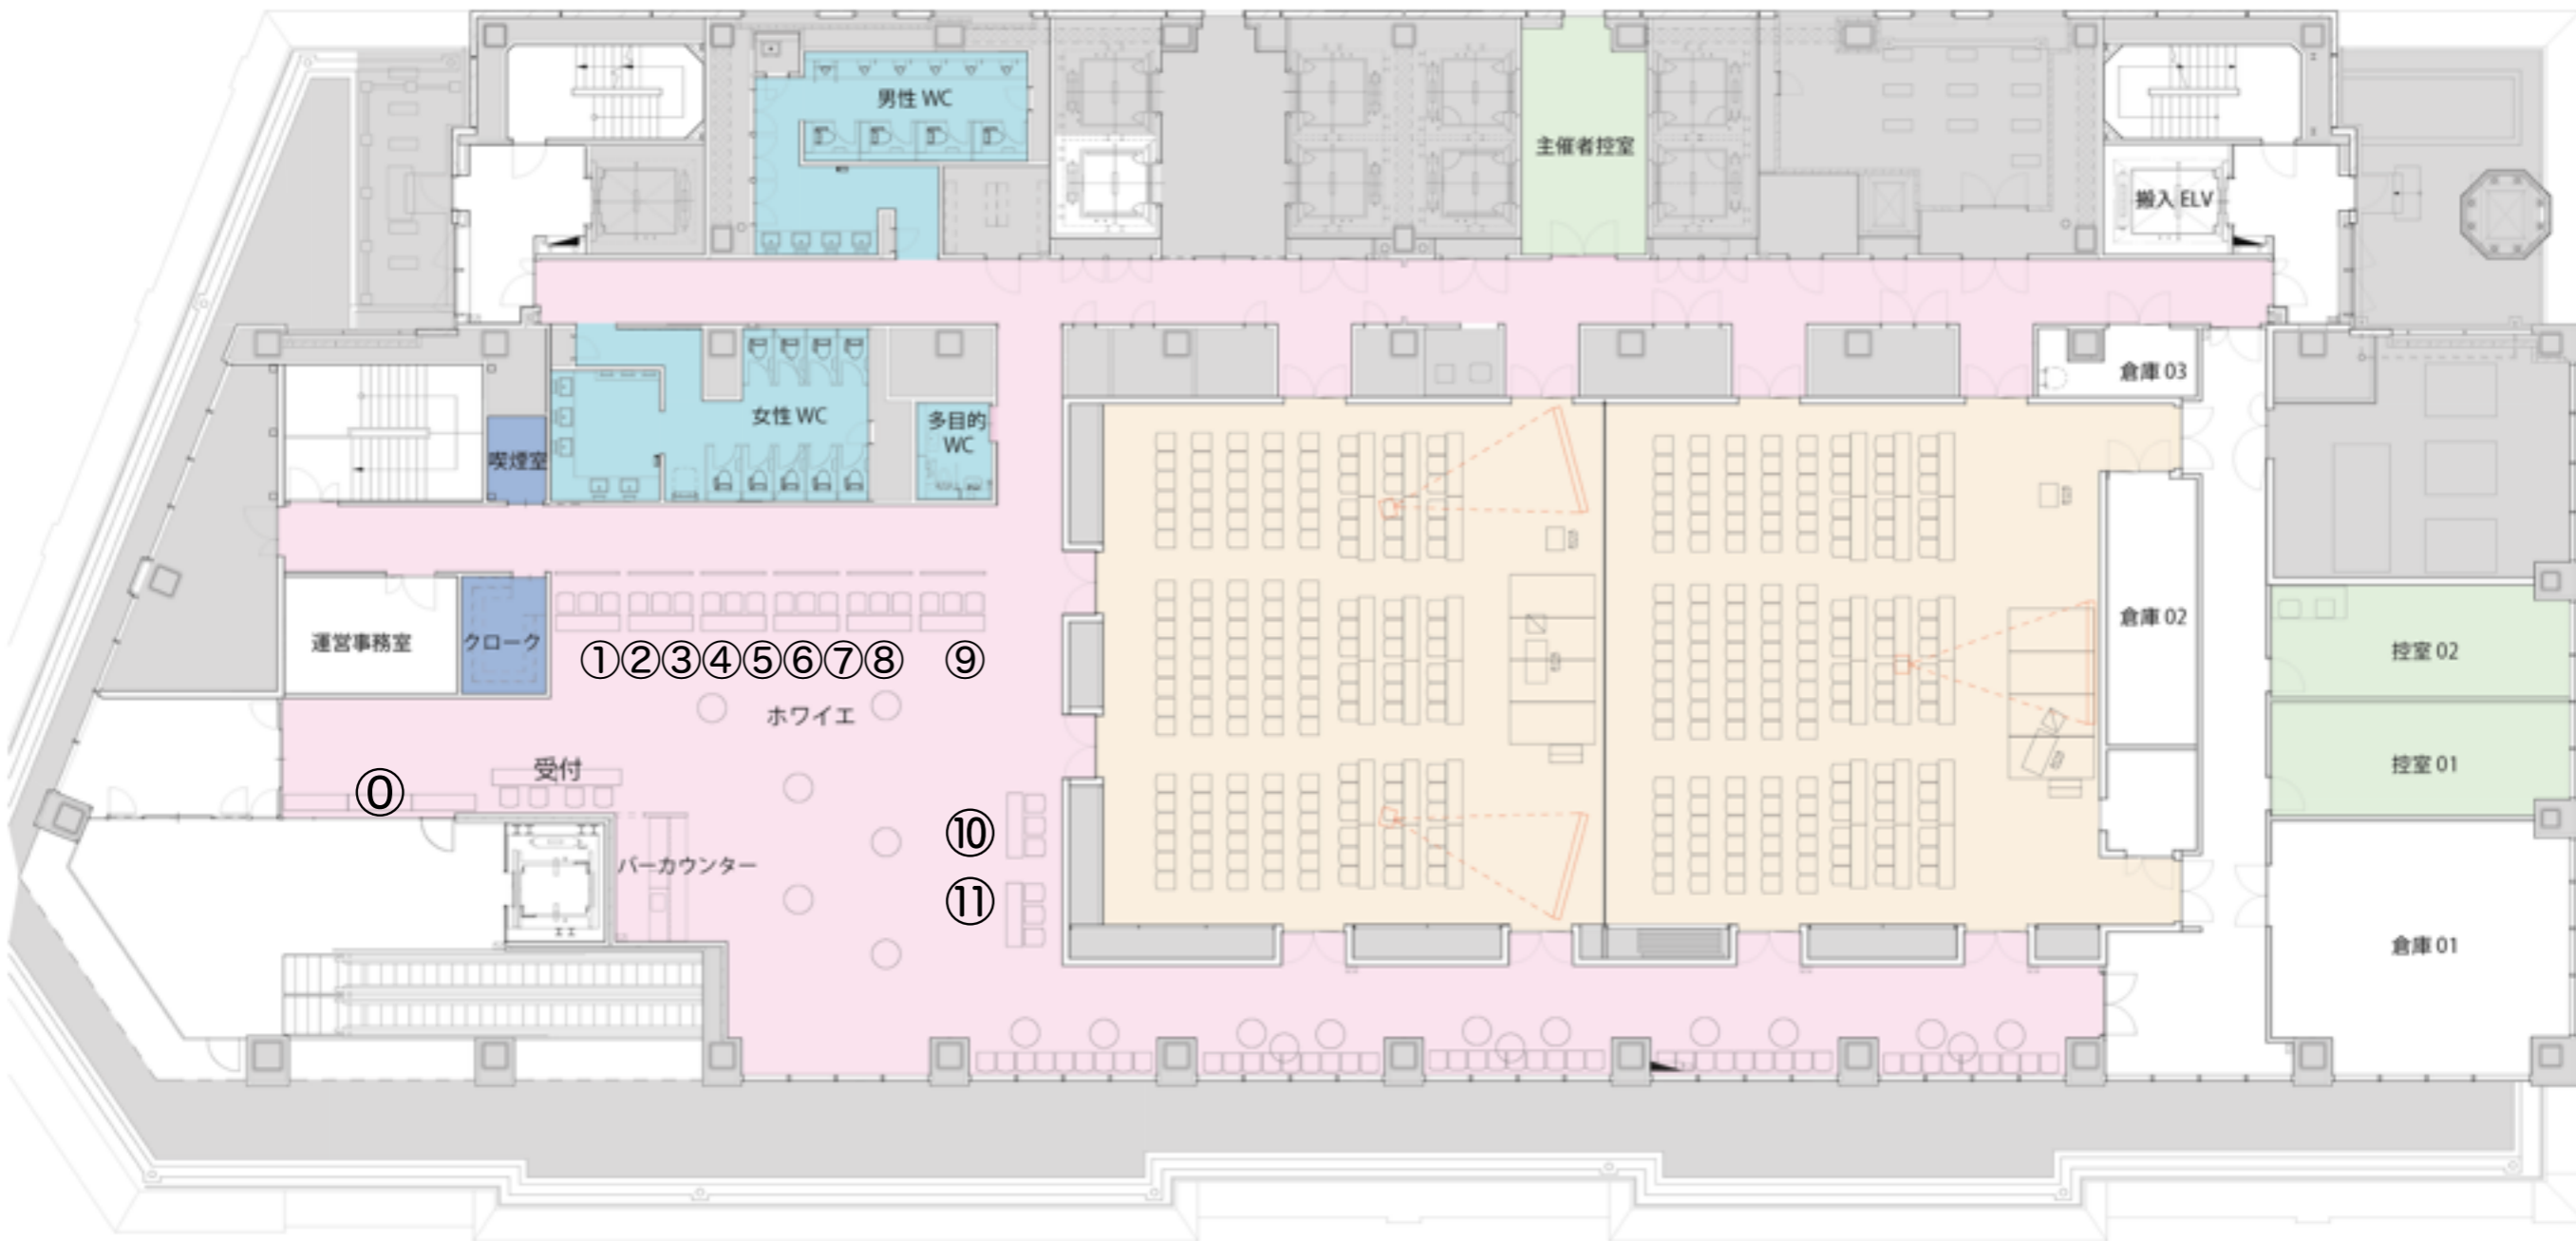 男性 WC
主催者控室
搬入 ELV
倉庫 03
女性 WC
多目的
WC
喫煙室
運営事務室
クローク
倉庫 02
控室 02
①②③④⑤⑥⑦⑧ ⑨
ホワイエ
受付
⓪
控室 01
⑩
バーカウンター
⑪
倉庫 01